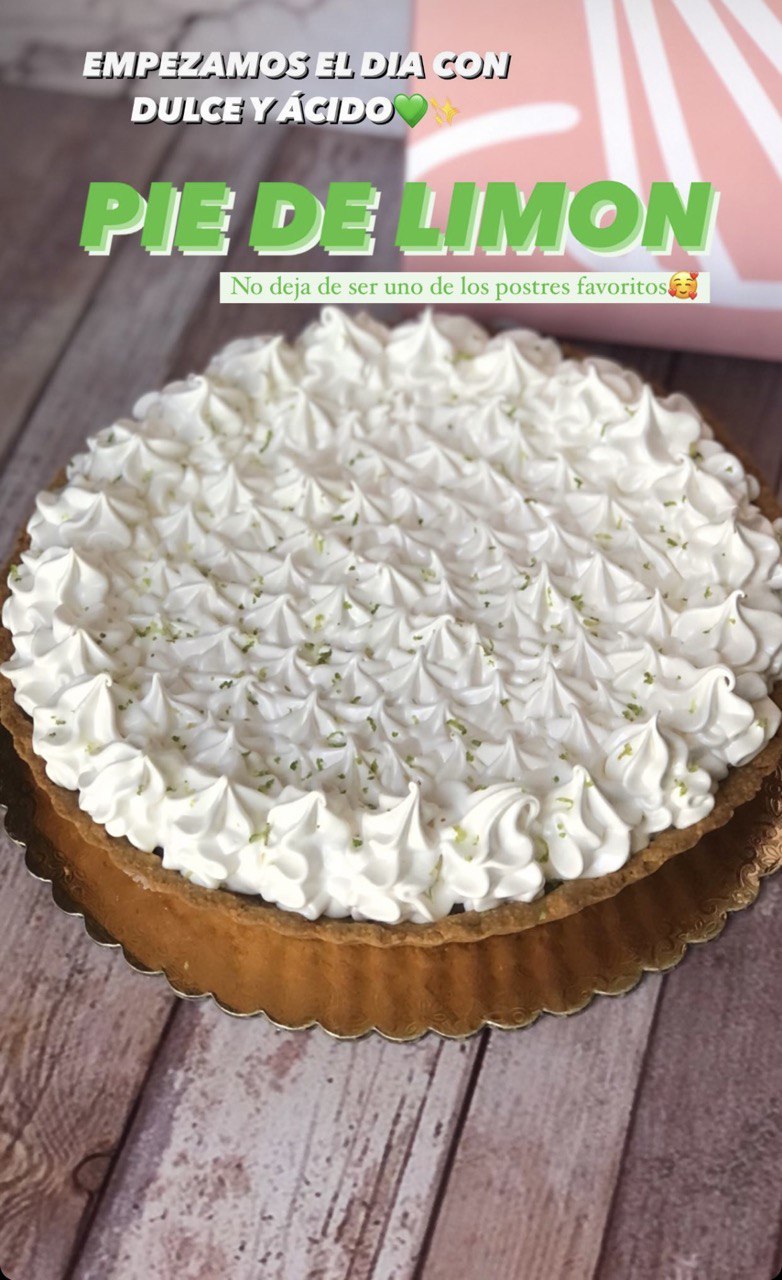 EMPEZAMOS EL DIA CON
DULCE Y ÁCIDO💚✨
PIE DE LIMON
No deja de ser uno de los postres favoritos🥰